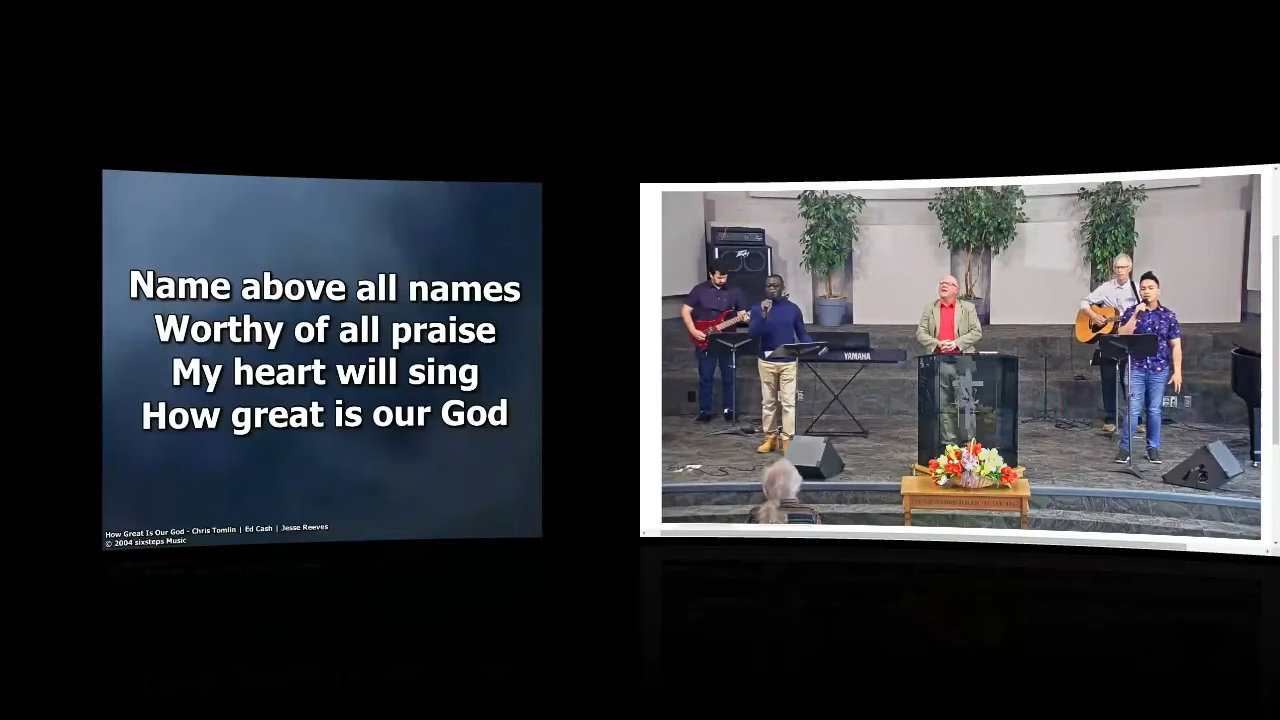 Name above all names
Worthy of all praise
My heart will sing
How great is our God
How Great Is Our God - Chris Tomlin | Ed Cash | Jesse Reeves
© 2004 sixsteps Music
PEAVEY
YAMAHA